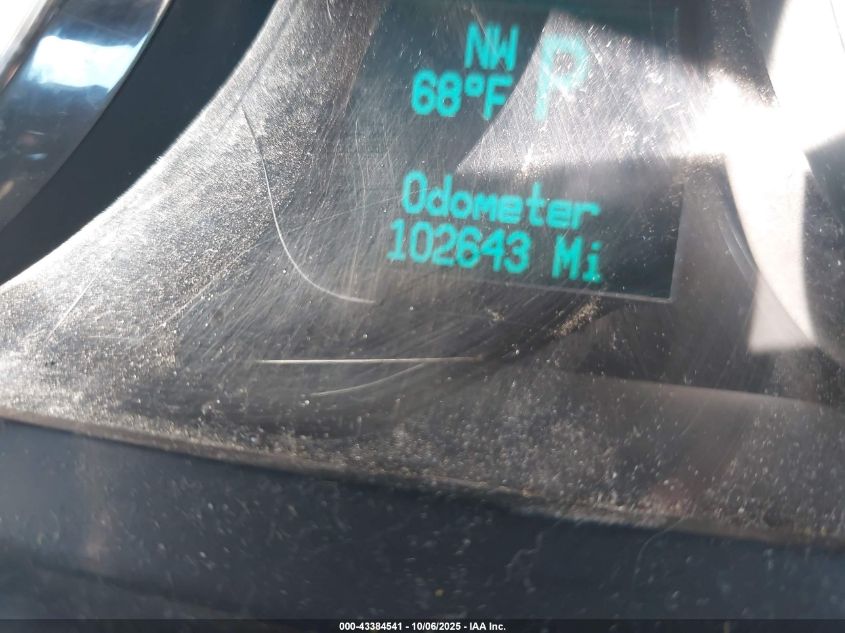 NW P
68°F
Odometer
102643 Mi
000-43384541 - 10/06/2025 - IAA Inc.